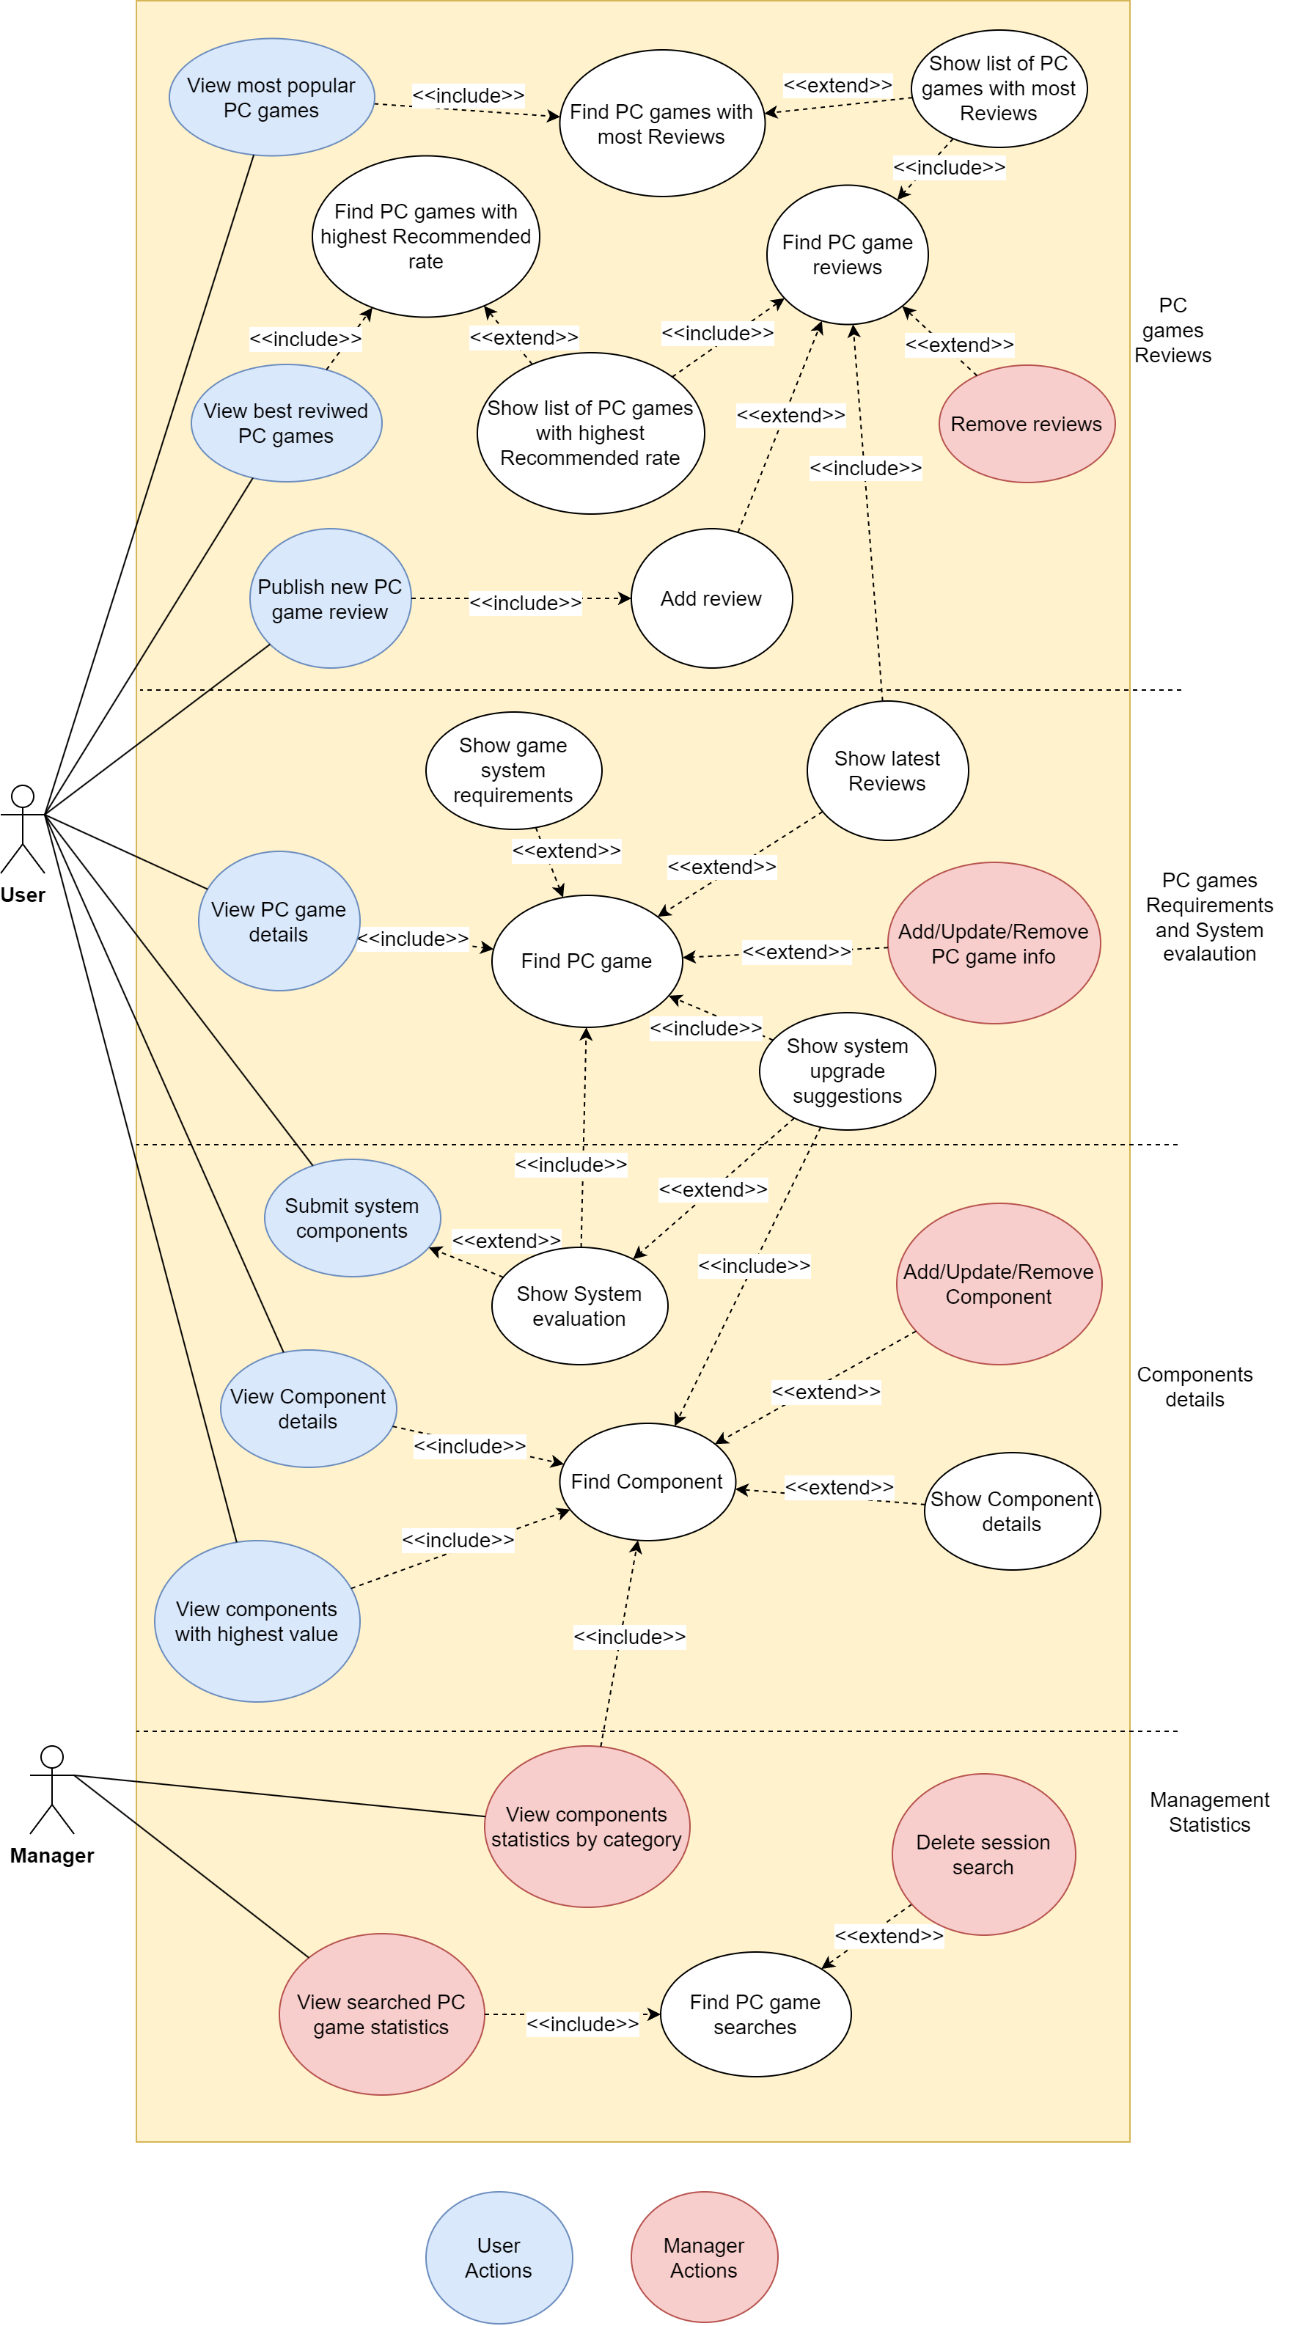 View most popular
PC games
<<include>>
Find PC games with
most Reviews
<<extend>>
Show list of PC
games with most
Reviews
<<include>>
Find PC games with
highest Recommended
rate
Find PC game
reviews
<<include>>
<<extend>>
<<include>>
<<extend>>
PC
games
Reviews
View best reviwed
PC games
Show list of PC games
with highest
Recommended rate
<<extend>>
Remove reviews
<<include>>
Publish new PC
game review
<<include>>
Add review
Show game
system
requirements
Show latest
Reviews
<<extend>>
<<extend>>
User
View PC game
details
<<include>>
Find PC game
<<extend>>
Add/Update/Remove
PC game info
PC games
Requirements
and System
evalaution
<<include>>
Show system
upgrade
suggestions
<<include>>
<<extend>>
Submit system
components
<<extend>>
<<include>>
Show System
evaluation
Add/Update/Remove
Component
View Component
details
<<include>>
<<extend>>
Components
details
Find Component
<<extend>>
Show Component
details
<<include>>
View components
with highest value
<<include>>
Manager
View components
statistics by category
Management
Statistics
Delete session
search
<<extend>>
View searched PC
game statistics
<<include>>
Find PC game
searches
User
Actions
Manager
Actions